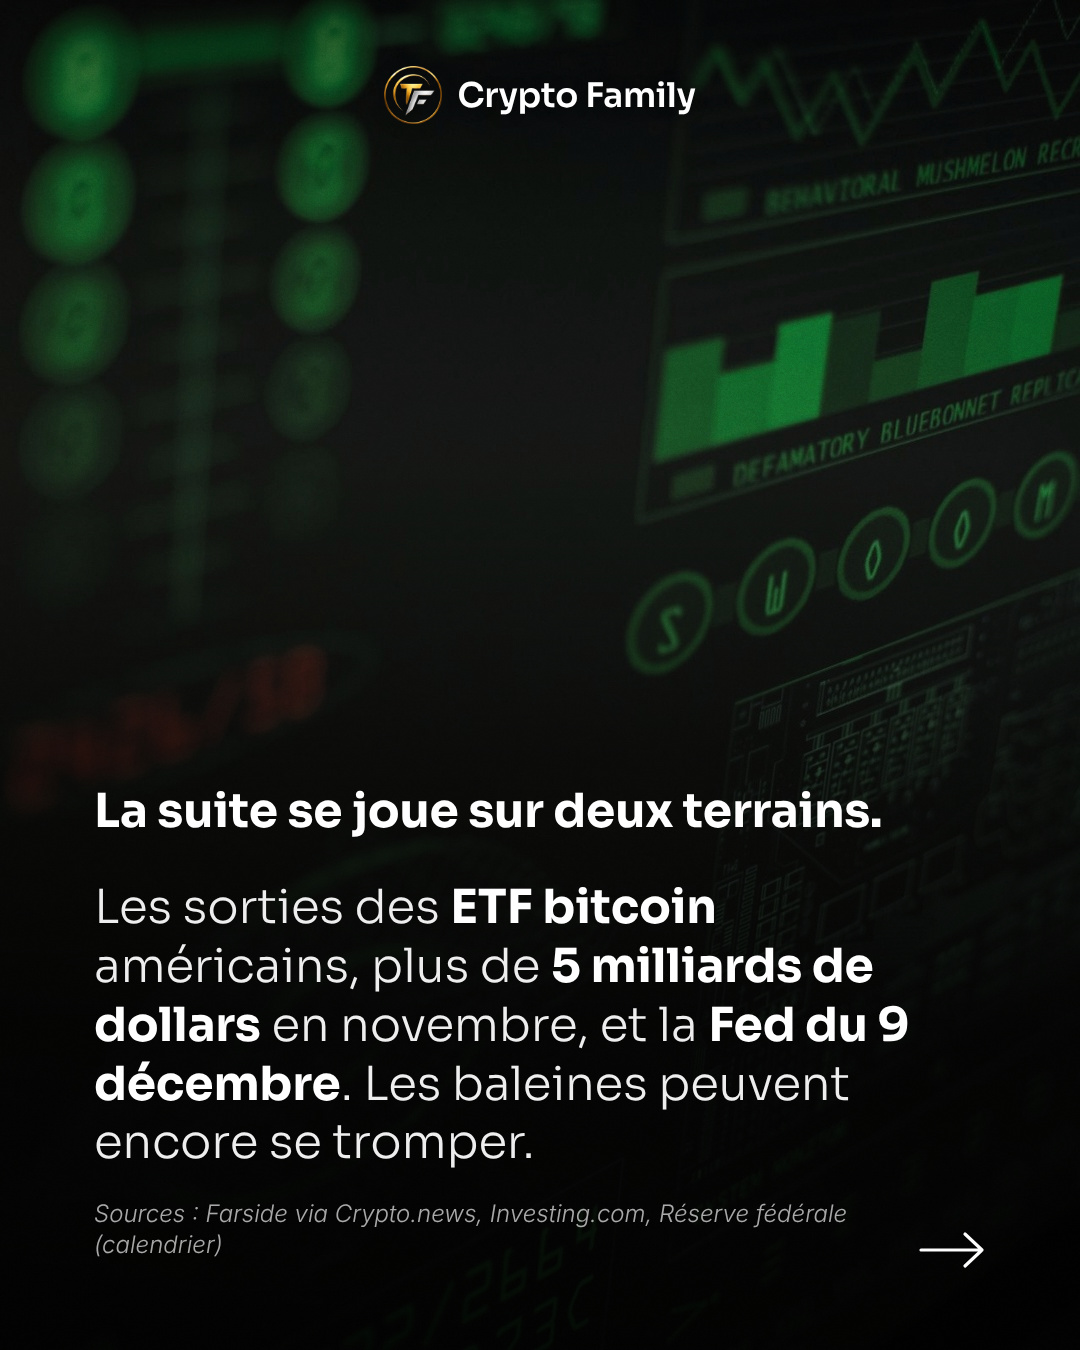 Crypto Family
BEHAVIORAL MUSHMELON
DEFAMATORY BLUEBONNET
S W O O M
La suite se joue sur deux terrains.
Les sorties des ETF bitcoin
américains, plus de 5 milliards de
dollars en novembre, et la Fed du 9
décembre. Les baleines peuvent
encore se tromper.
Sources : Farside via Crypto.news, Investing.com, Réserve fédérale
(calendrier)